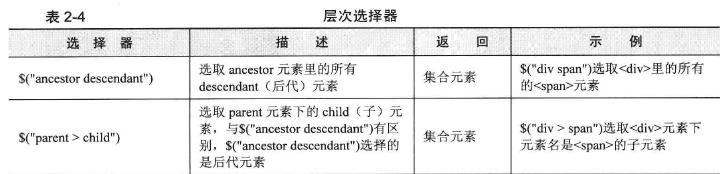 表 2-4 层次选择器
选 择 器 描 述 返 回 示 例
$("ancestor descendant") 选取 ancestor 元素里的所有 descendant（后代）元素 集合元素 $("div span")选取<div>里的所有的<span>元素
$("parent > child") 选取 parent 元素下的 child（子）元素，与$("ancestor descendant")有区别，$("ancestor descendant")选择的是后代元素 集合元素 $("div > span")选取<div>元素下元素名是<span>的子元素